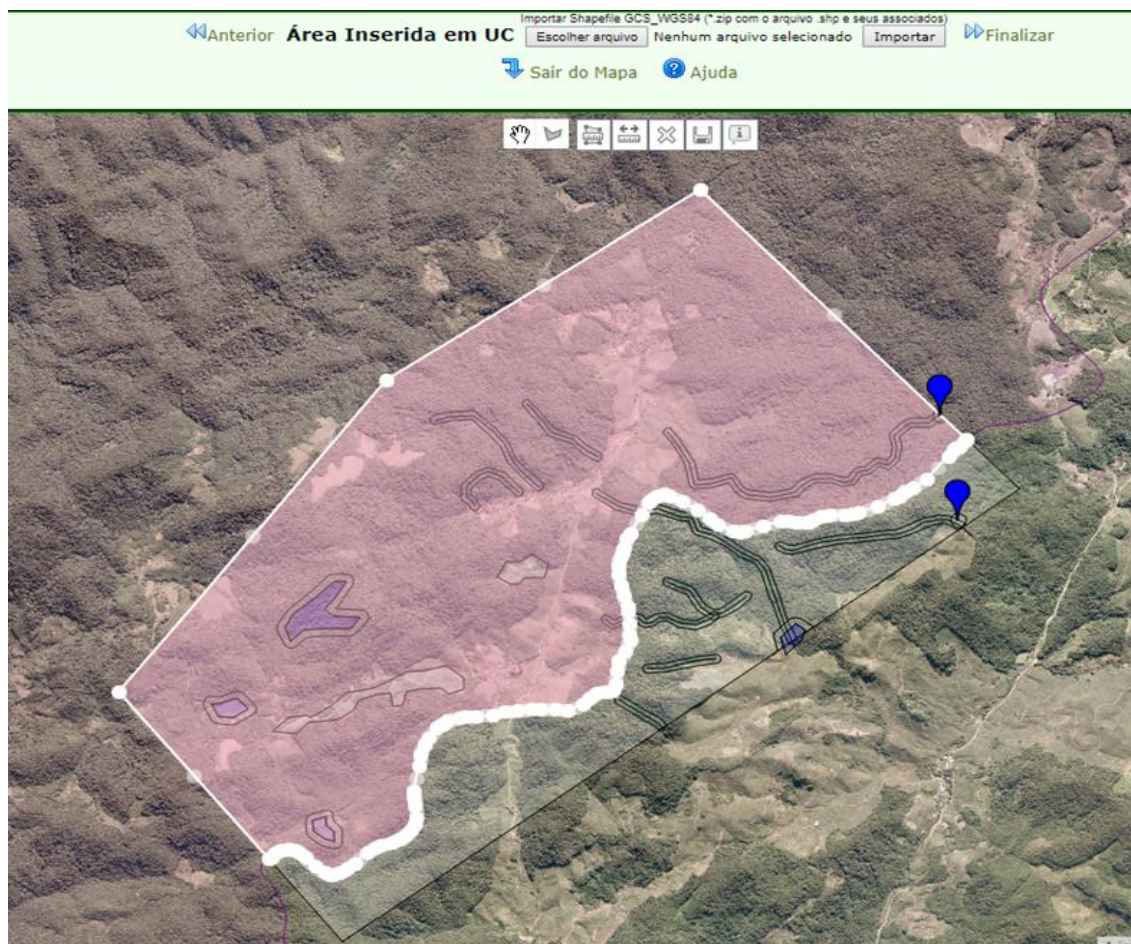 Importar Shapefile GCS_WGS84 (*.zip com o arquivo .shp e seus associados)
Anterior Área Inserida em UC Escolher arquivo Nenhum arquivo selecionado Importar Finalizar
Sair do Mapa ? Ajuda